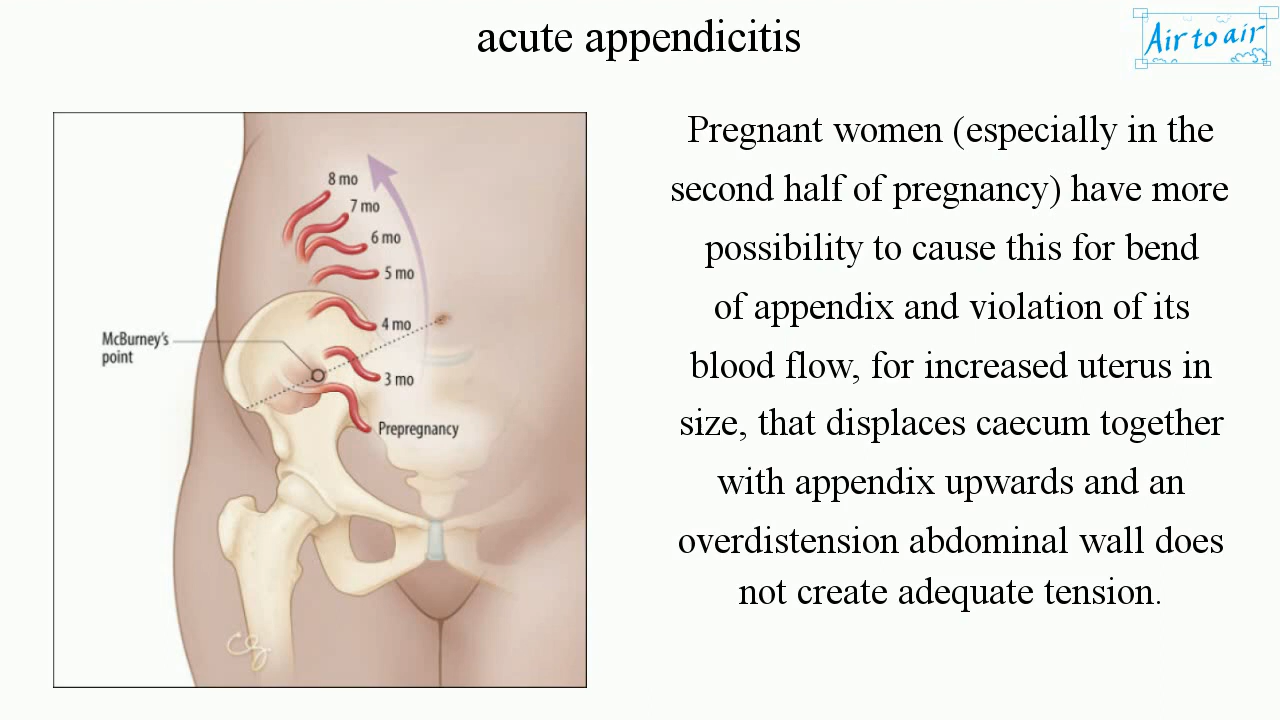 acute appendicitis
Air to air
8 mo
7 mo
6 mo
5 mo
4 mo
McBurney's
point
3 mo
Prepregnancy
Pregnant women (especially in the
second half of pregnancy) have more
possibility to cause this for bend
of appendix and violation of its
blood flow, for increased uterus in
size, that displaces caecum together
with appendix upwards and an
overdistension abdominal wall does
not create adequate tension.